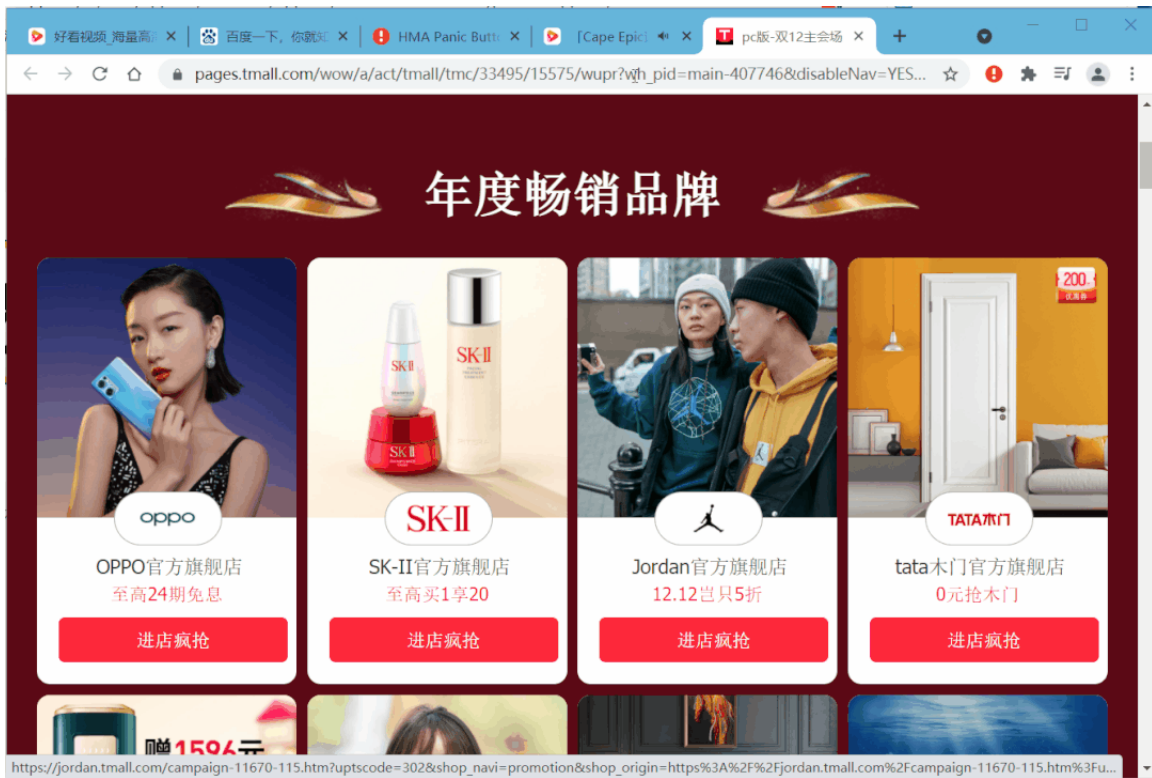 好看视频_海量高
百度一下，你就知
HMA Panic Butt
「Cape Epic」
pc版-双12主会场
pages.tmall.com/wow/a/act/tmall/tmc/33495/15575/wupr?wh_pid=main-407746&disableNav=YES...
年度畅销品牌
200
优惠券
SK-II
SK-II
SK-II
oppo
SK-II
TATA木门
OPPO官方旗舰店
SK-II官方旗舰店
Jordan官方旗舰店
tata木门官方旗舰店
至高24期免息
至高买1享20
12.12岂只5折
0元抢木门
进店疯抢
进店疯抢
进店疯抢
进店疯抢
赠1596元
https://jordan.tmall.com/campaign-11670-115.htm?uptscode=302&shop_navi=promotion&shop_origin=https%3A%2F%2Fjordan.tmall.com%2Fcampaign-11670-115.htm%3Fu...